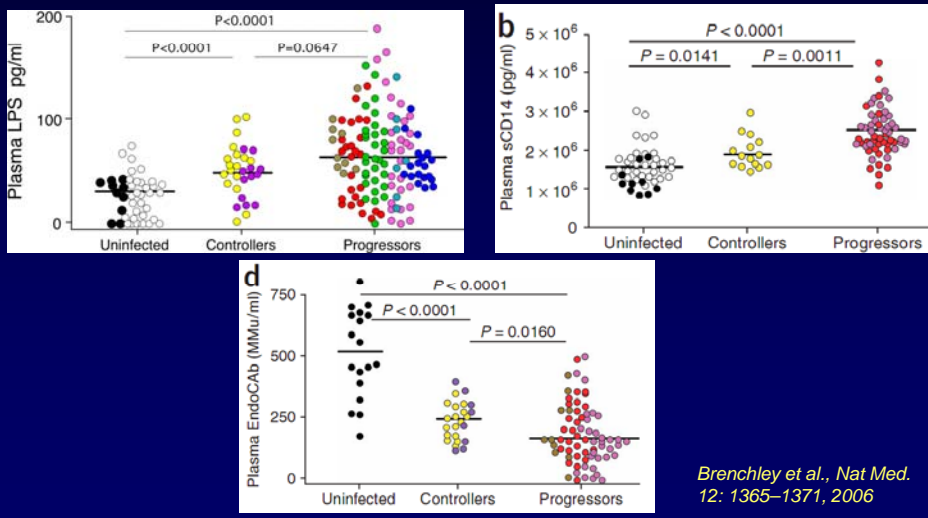 200
100
0
Plasma LPS pg/ml
P<0.0001
P<0.0001
P=0.0647
Uninfected
Controllers
Progressors
b
5 × 10⁶
4 × 10⁶
3 × 10⁶
2 × 10⁶
1 × 10⁶
0
Plasma sCD14 (pg/ml)
P < 0.0001
P = 0.0141
P = 0.0011
Uninfected
Controllers
Progressors
d
750
500
250
0
Plasma EndoCAb (MMu/ml)
P < 0.0001
P < 0.0001
P = 0.0160
Uninfected
Controllers
Progressors
Brenchley et al., Nat Med.
12: 1365–1371, 2006